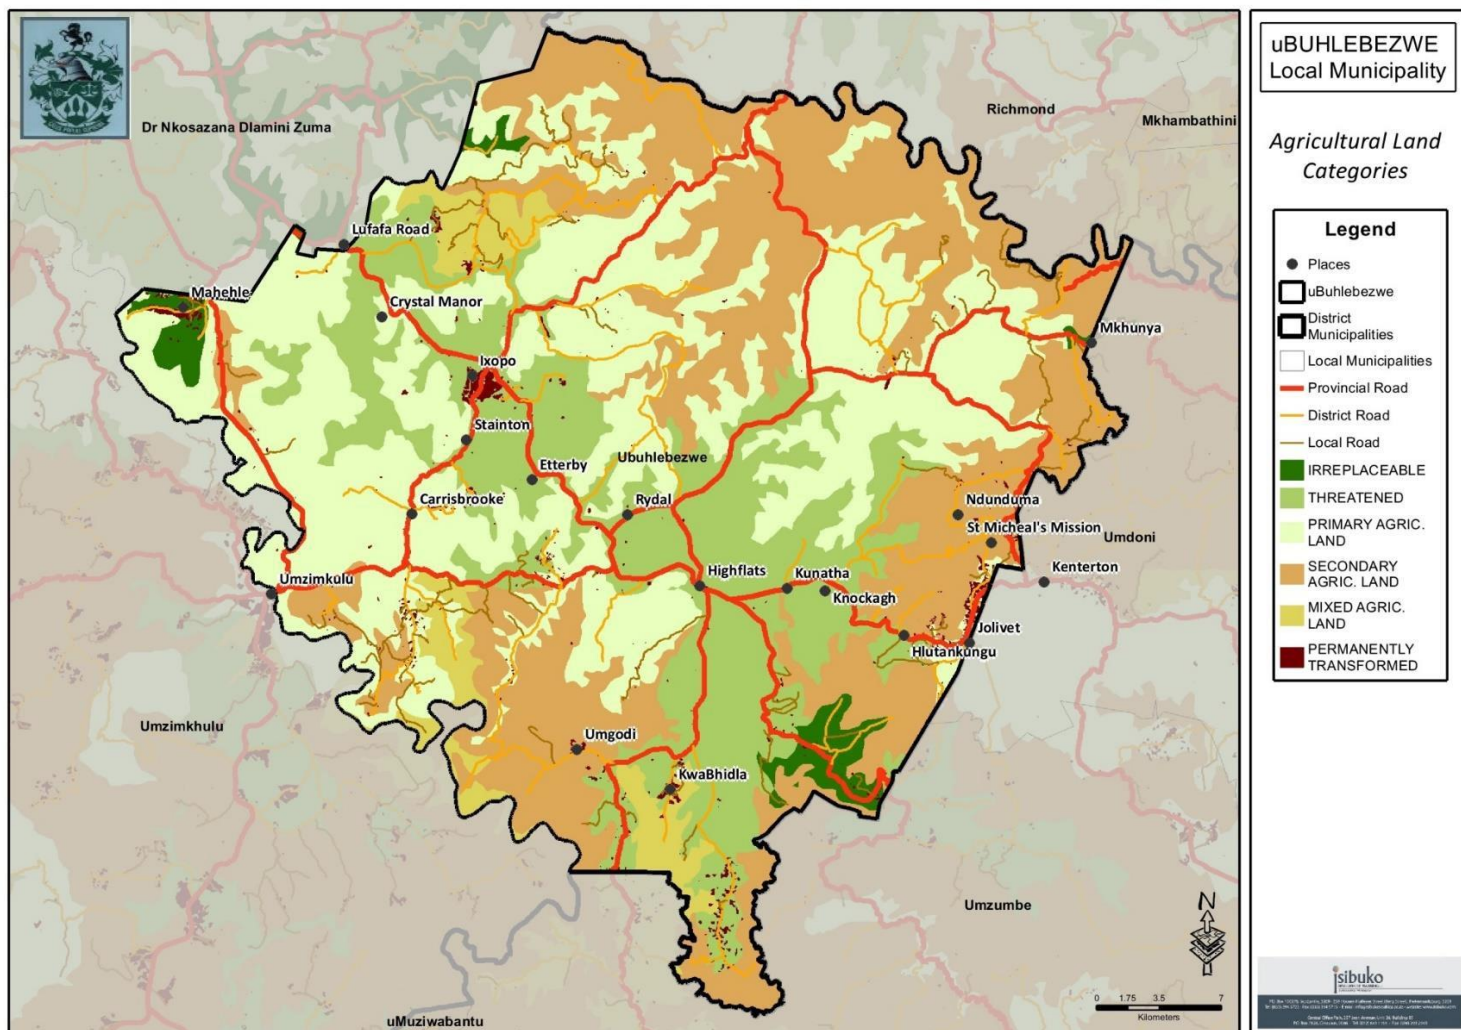 uBUHLEBEZWE
Local Municipality
Agricultural Land
Categories
Legend
Places
uBuhlebezwe
District
Municipalities
Local Municipalities
Provincial Road
District Road
Local Road
IRREPLACEABLE
THREATENED
PRIMARY AGRIC.
LAND
SECONDARY
AGRIC. LAND
MIXED AGRIC.
LAND
PERMANENTLY
TRANSFORMED
Dr Nkosazana Dlamini Zuma
Richmond
Mkhambathini
Lufafa Road
Mahehle
Crystal Manor
Mkhunya
Ixopo
Stainton
Etterby
Ubuhlebezwe
Carrisbrooke
Rydal
Ndunduma
St Micheal's Mission
Umdoni
Umzimkulu
Highflats
Kunatha
Kenterton
Knockagh
Jolivet
Hlutankungu
Umzimkhulu
Umgodi
KwaBhidla
Umzumbe
uMuziwabantu
N
0 1.75 3.5 7
Kilometers
isibuko